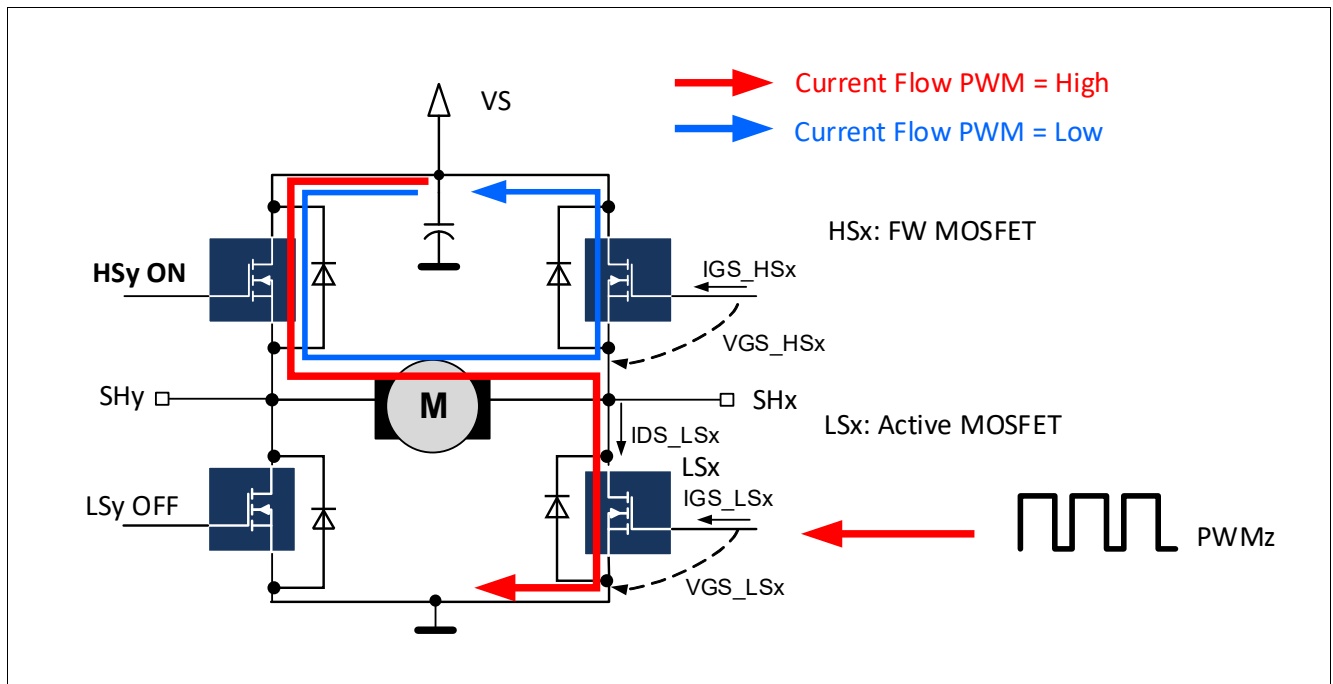 VS
Current Flow PWM = High
Current Flow PWM = Low
HSx: FW MOSFET
HSy ON
IGS_HSx
VGS_HSx
SHy
M
SHx
LSx: Active MOSFET
IDS_LSx
LSx
LSy OFF
IGS_LSx
PWMz
VGS_LSx